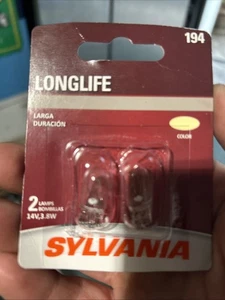 194
LONGLIFE
LARGA
DURACIÓN
COLOR
2 LAMPS
BOMBILLAS
14V,3.8W
SYLVANIA